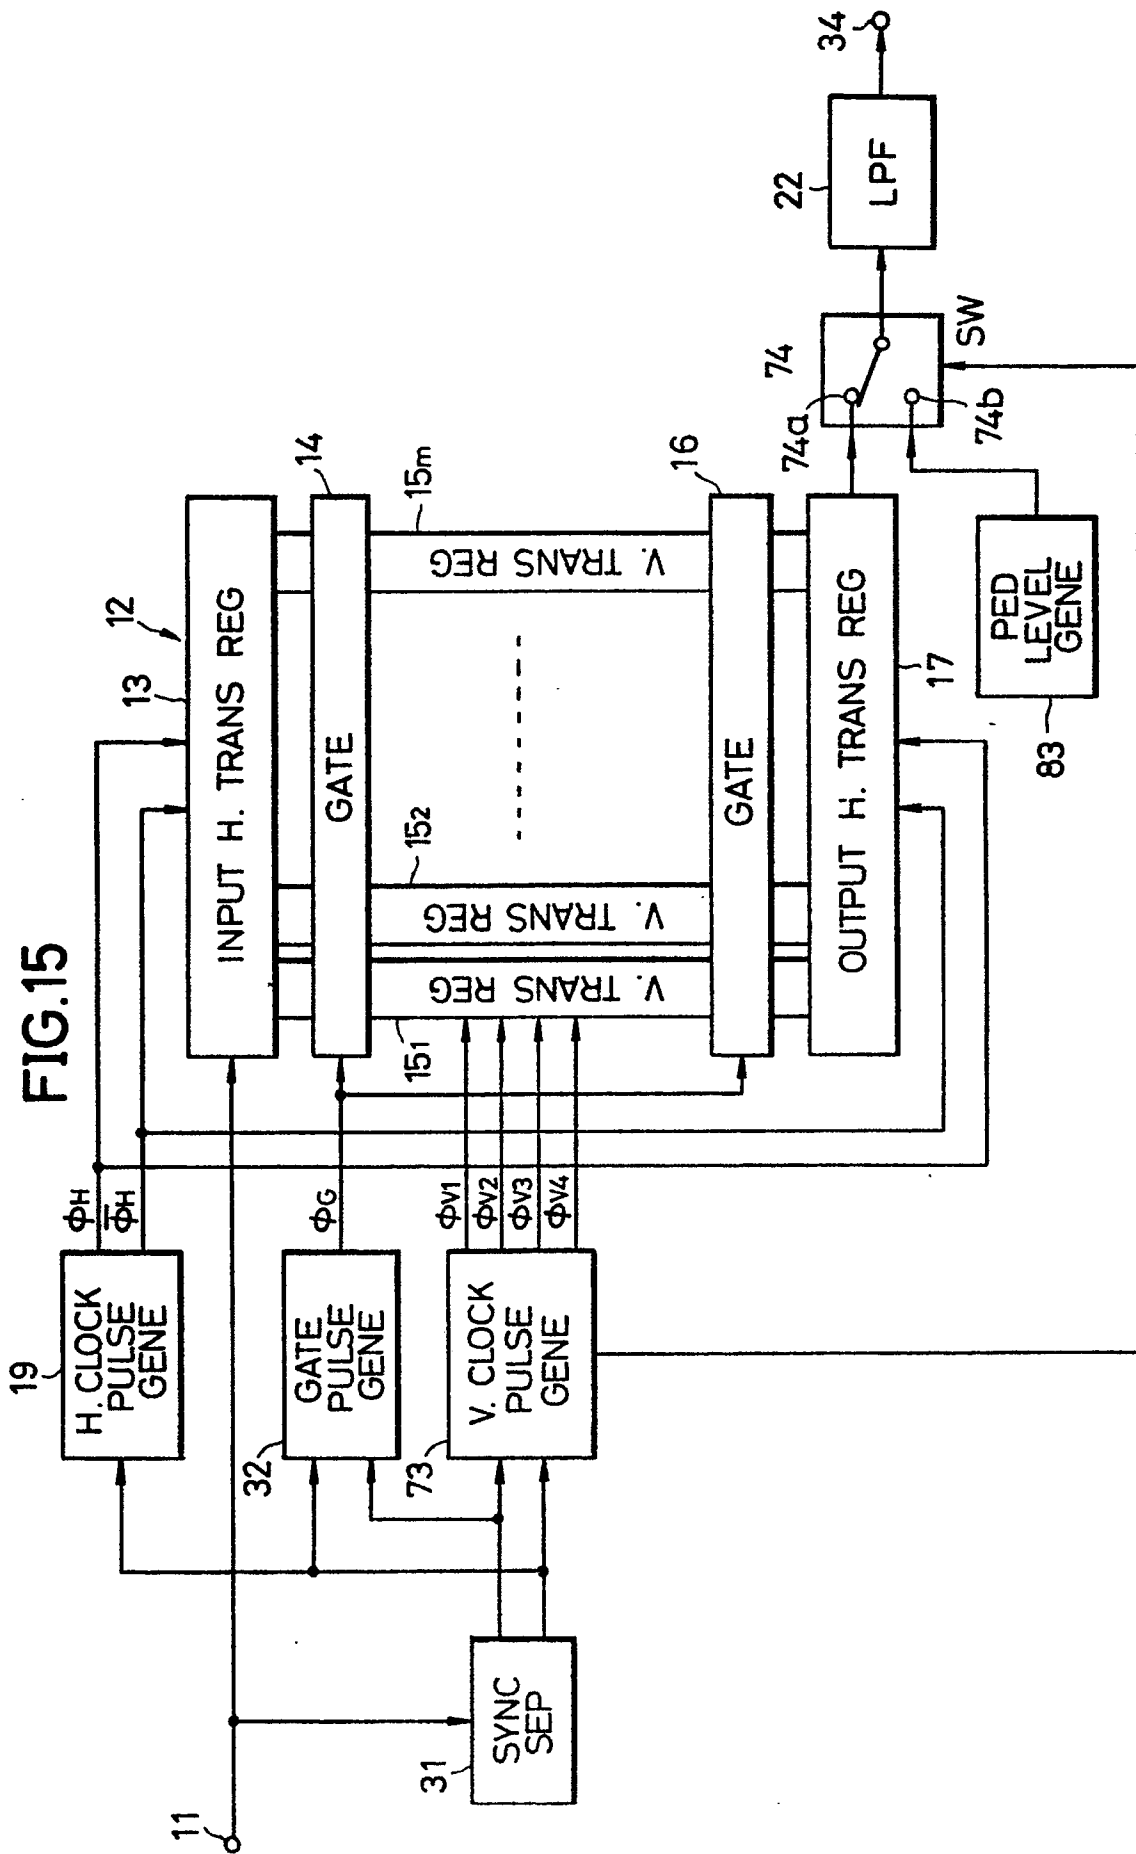 FIG.15
11
31
SYNC
SEP
19
H. CLOCK
PULSE
GENE
32
GATE
PULSE
GENE
73
V. CLOCK
PULSE
GENE
ΦH
Φ̅H
ΦG
ΦV1
ΦV2
ΦV3
ΦV4
12
13
INPUT H. TRANS REG
14
GATE
151
V. TRANS REG
152
V. TRANS REG
15m
V. TRANS REG
16
GATE
17
OUTPUT H. TRANS REG
83
PED
LEVEL
GENE
74
74a
74b
SW
22
LPF
34